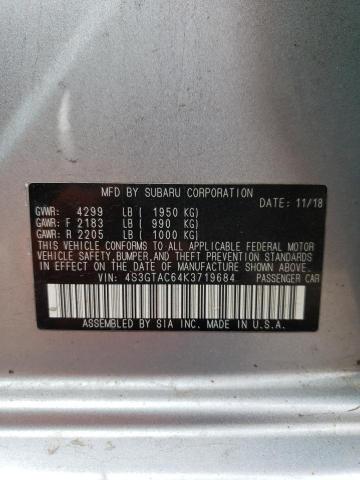 MFD BY SUBARU CORPORATION
DATE: 11/18
GVWR: 4299 LB ( 1950 KG)
GAWR: F 2183 LB ( 990 KG)
GAWR: R 2205 LB ( 1000 KG)
THIS VEHICLE CONFORMS TO ALL APPLICABLE FEDERAL MOTOR
VEHICLE SAFETY, BUMPER, AND THEFT PREVENTION STANDARDS
IN EFFECT ON THE DATE OF MANUFACTURE SHOWN ABOVE.
VIN: 4S3GTAC64K3719684 PASSENGER CAR
ASSEMBLED BY SIA INC. MADE IN U.S.A.